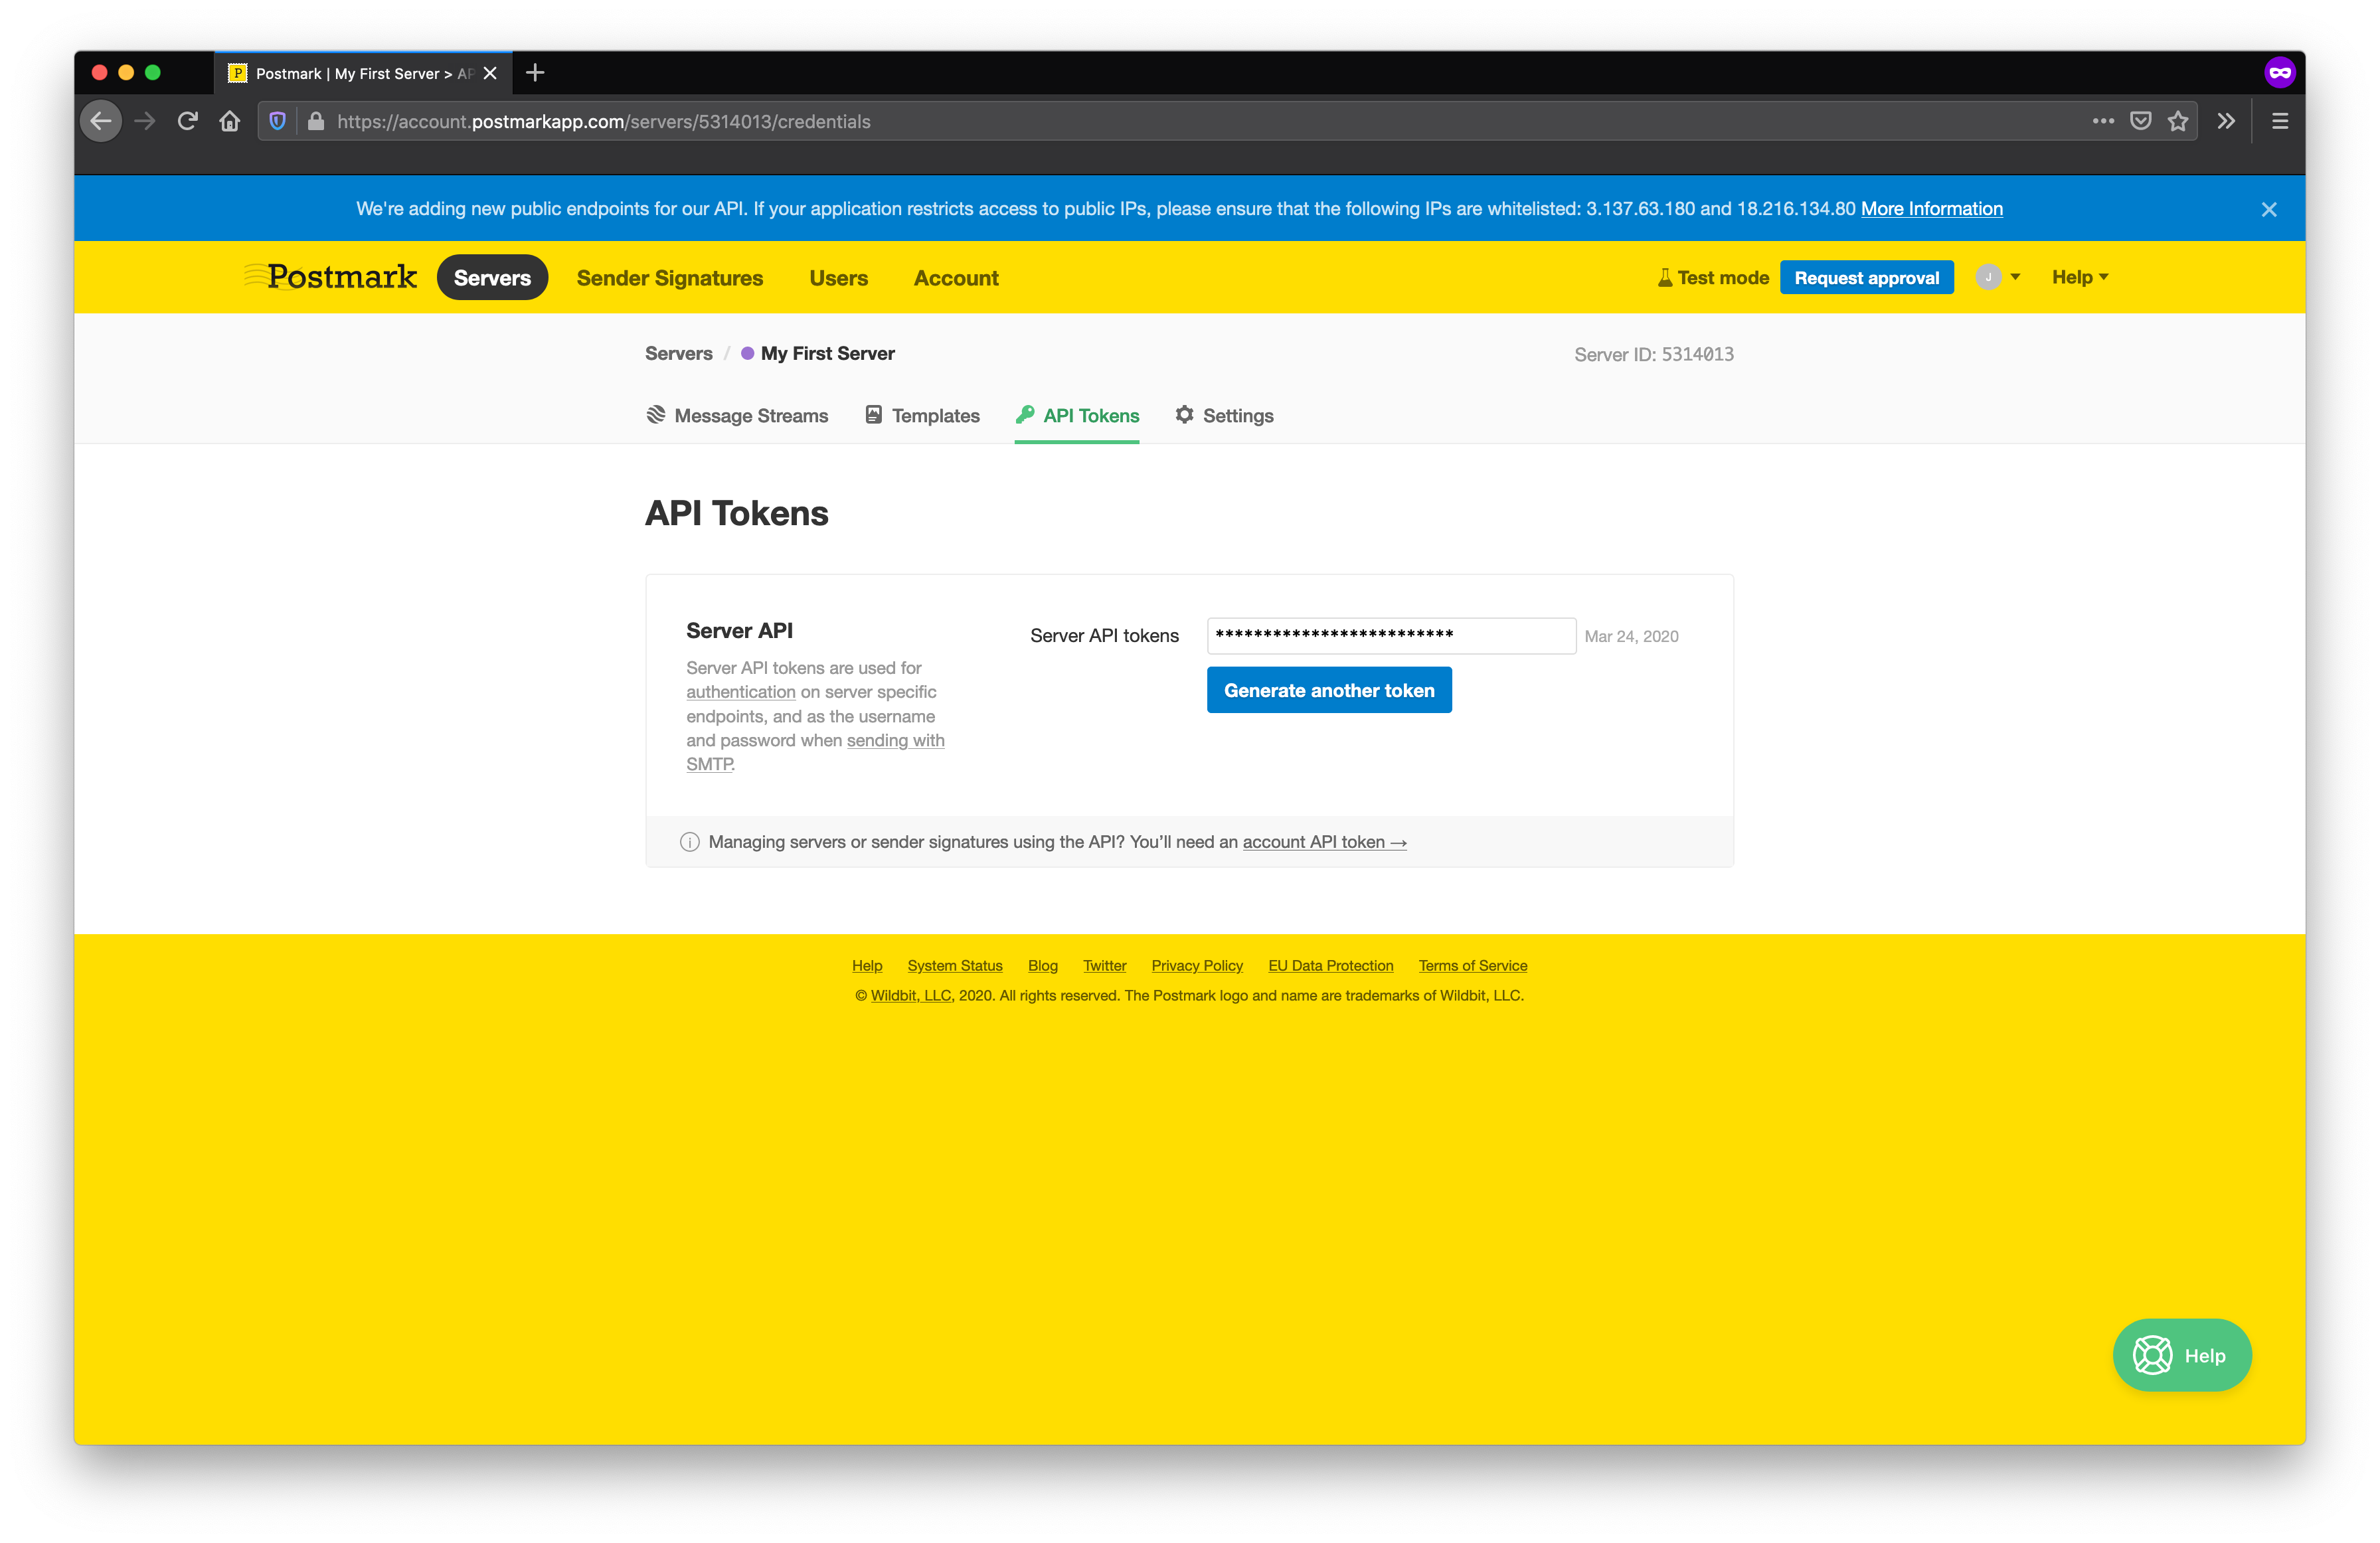 Postmark | My First Server > AP
https://account.postmarkapp.com/servers/5314013/credentials
We're adding new public endpoints for our API. If your application restricts access to public IPs, please ensure that the following IPs are whitelisted: 3.137.63.180 and 18.216.134.80 More Information
Postmark Servers Sender Signatures Users Account Test mode Request approval J Help
Servers / My First Server Server ID: 5314013
Message Streams Templates API Tokens Settings
API Tokens
Server API
Server API tokens are used for
authentication on server specific
endpoints, and as the username
and password when sending with
SMTP.
Server API tokens ************************* Mar 24, 2020
Generate another token
Managing servers or sender signatures using the API? You’ll need an account API token →
Help System Status Blog Twitter Privacy Policy EU Data Protection Terms of Service
© Wildbit, LLC, 2020. All rights reserved. The Postmark logo and name are trademarks of Wildbit, LLC.
Help